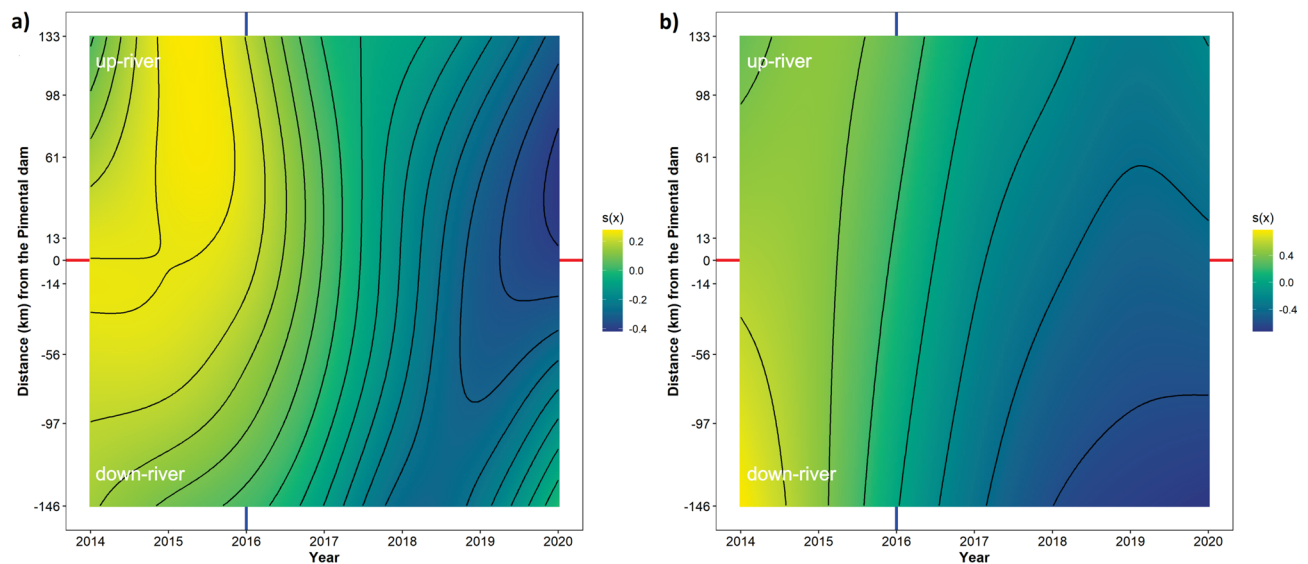 a)
133
98
61
13
0
-14
-56
-97
-146
Distance (km) from the Pimental dam
up-river
down-river
2014 2015 2016 2017 2018 2019 2020
Year
s(x)
0.2
0.0
-0.2
-0.4
b)
133
98
61
13
0
-14
-56
-97
-146
Distance (km) from the Pimental dam
up-river
down-river
2014 2015 2016 2017 2018 2019 2020
Year
s(x)
0.4
0.0
-0.4